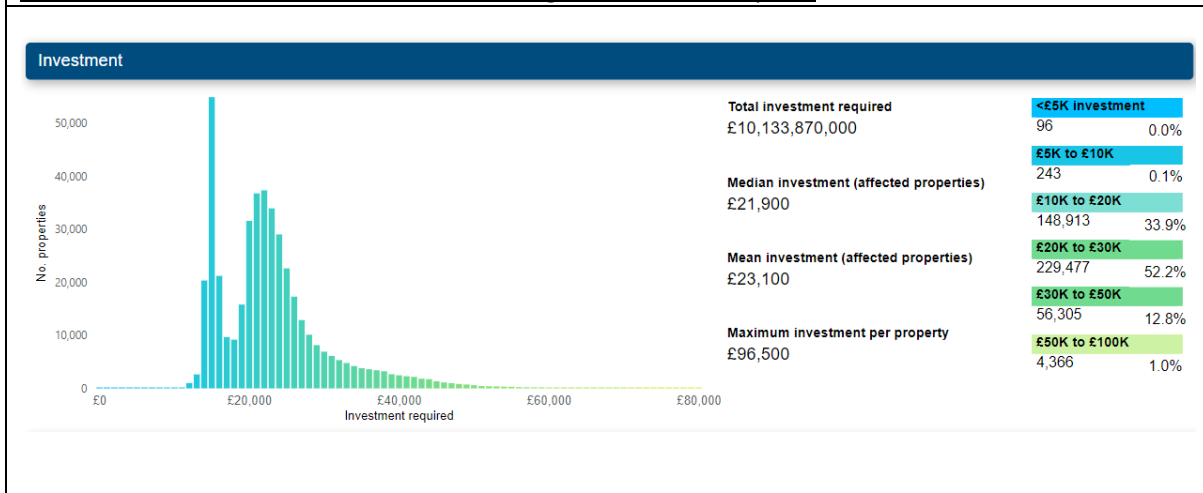 Investment
50,000
40,000
30,000
20,000
10,000
0
No. properties
£0
£20,000
£40,000
£60,000
£80,000
Investment required
Total investment required
£10,133,870,000
Median investment (affected properties)
£21,900
Mean investment (affected properties)
£23,100
Maximum investment per property
£96,500
<£5K investment
96 0.0%
£5K to £10K
243 0.1%
£10K to £20K
148,913 33.9%
£20K to £30K
229,477 52.2%
£30K to £50K
56,305 12.8%
£50K to £100K
4,366 1.0%